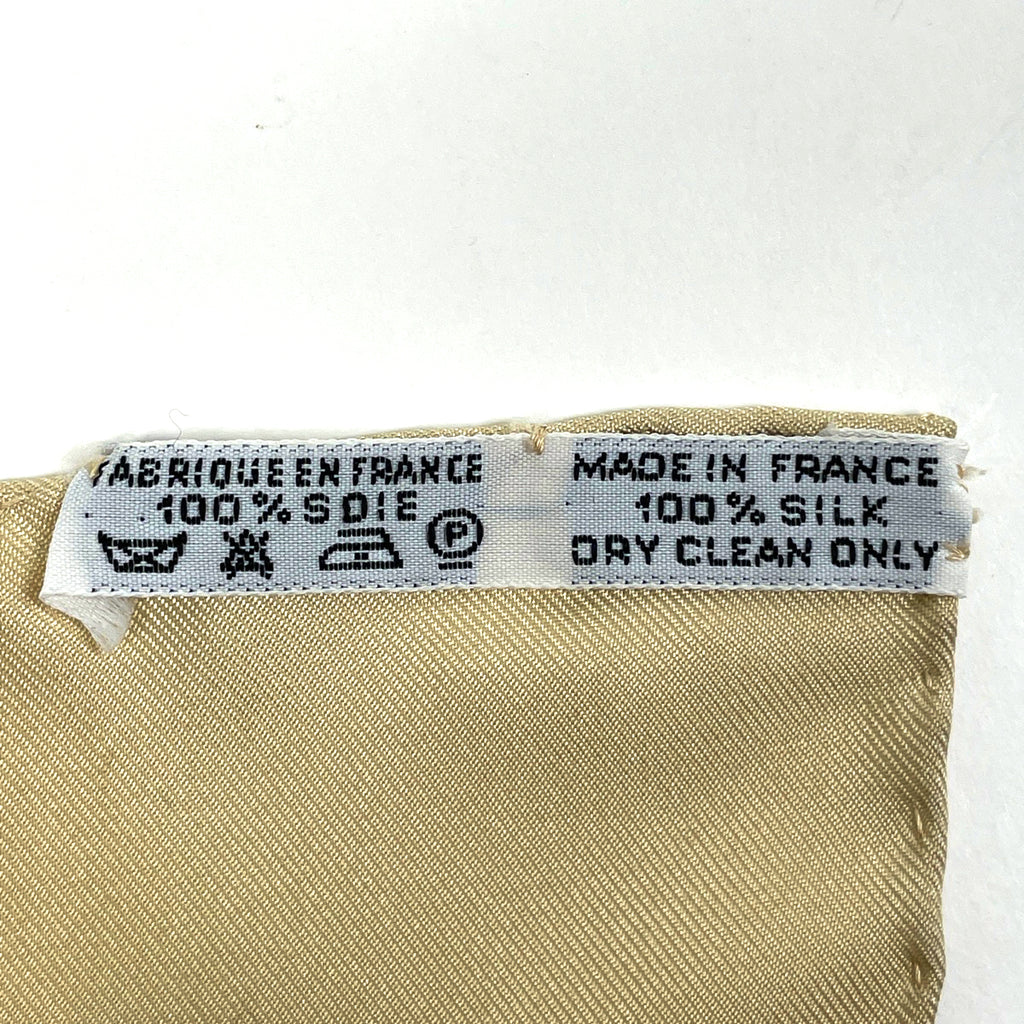 FABRIQUE EN FRANCE
100% SOIE
P
MADE IN FRANCE
100% SILK
DRY CLEAN ONLY